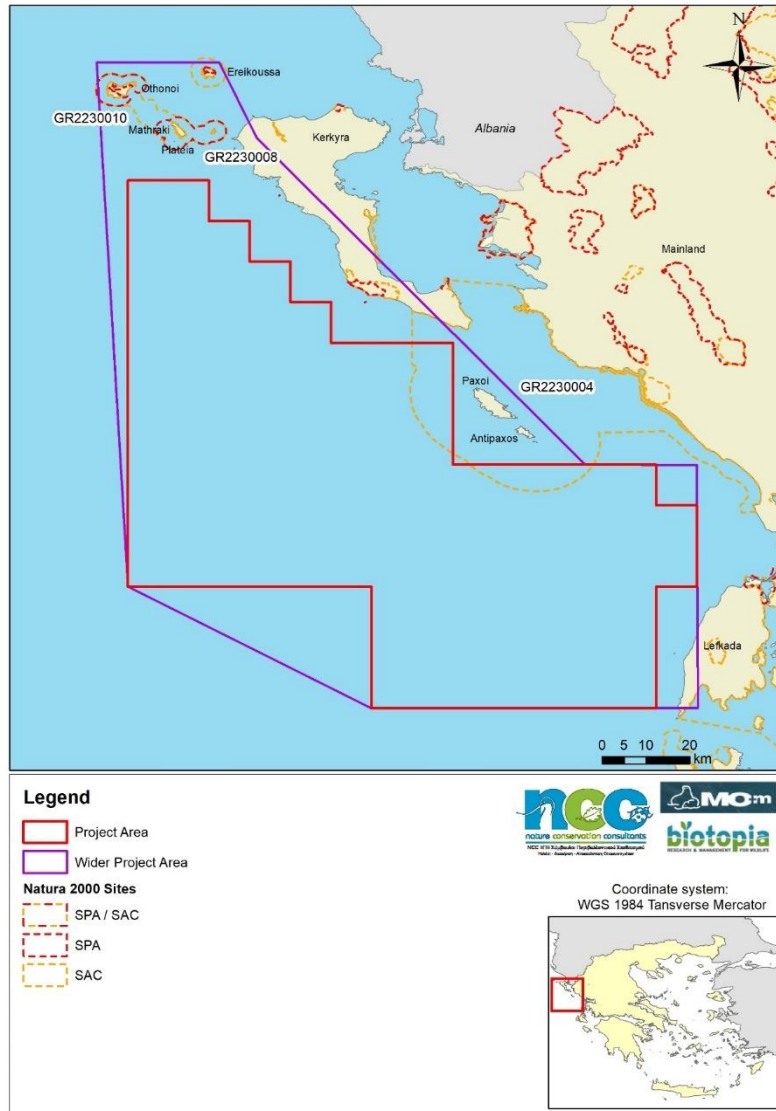 N
Othonoi
Ereikoussa
GR2230010
Mathraki
Plateia
GR2230008
Kerkyra
Albania
Mainland
Paxoi
GR2230004
Antipaxos
Lefkada
0 5 10 20
km
Legend
Project Area
Wider Project Area
Natura 2000 Sites
SPA / SAC
SPA
SAC
ncc
nature conservation consultants
MO:m
biotopia
RESEARCH & MANAGEMENT FOR WILDLIFE
Coordinate system:
WGS 1984 Tansverse Mercator